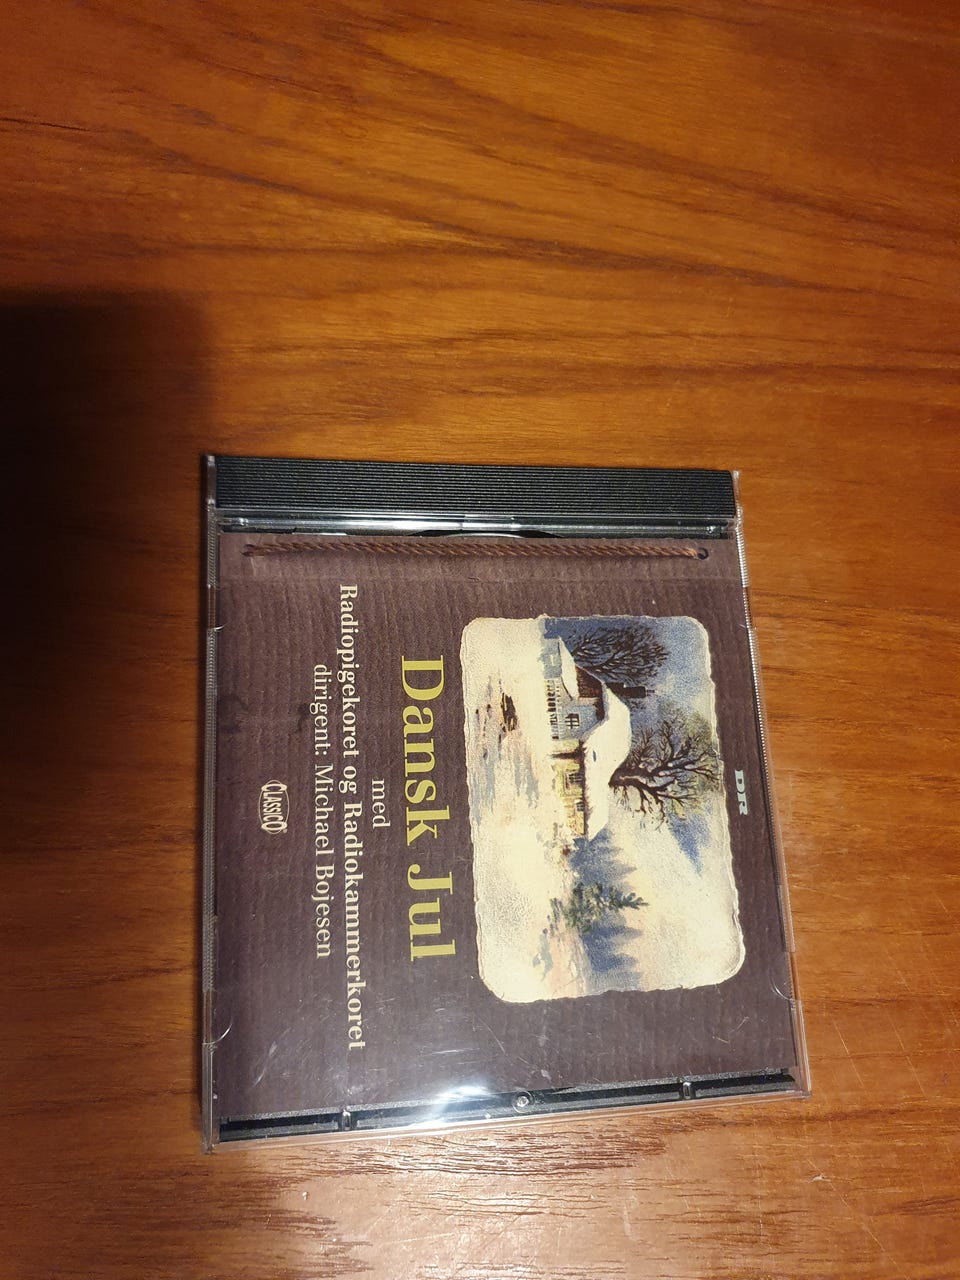 DR
Dansk Jul
med
Radiopigekoret og Radiokammerkoret
dirigent: Michael Bojesen
CLASSICO